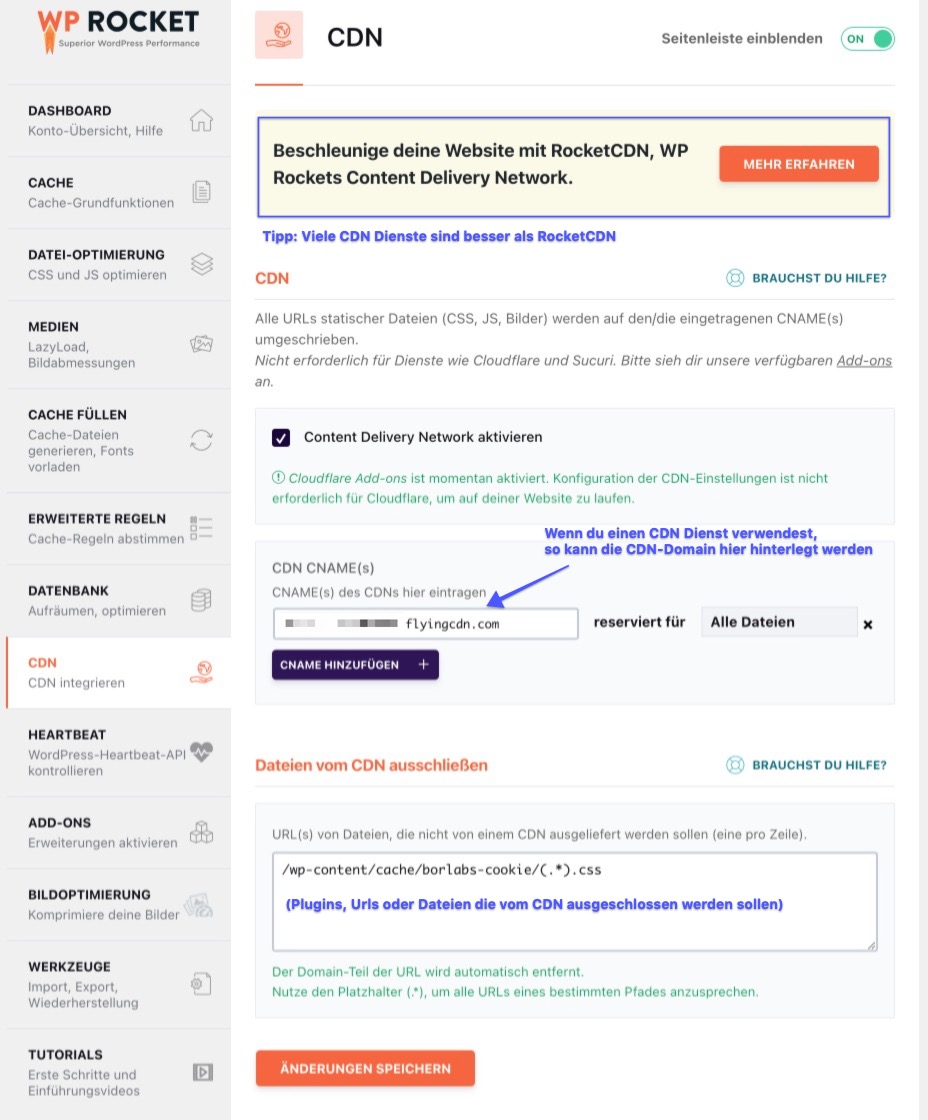 WP ROCKET
Superior WordPress Performance
DASHBOARD
Konto-Übersicht, Hilfe
CACHE
Cache-Grundfunktionen
DATEI-OPTIMIERUNG
CSS und JS optimieren
MEDIEN
LazyLoad,
Bildabmessungen
CACHE FÜLLEN
Cache-Dateien
generieren, Fonts
vorladen
ERWEITERTE REGELN
Cache-Regeln abstimmen
DATENBANK
Aufräumen, optimieren
CDN
CDN integrieren
HEARTBEAT
WordPress-Heartbeat-API
kontrollieren
ADD-ONS
Erweiterungen aktivieren
BILDOPTIMIERUNG
Komprimiere deine Bilder
WERKZEUGE
Import, Export,
Wiederherstellung
TUTORIALS
Erste Schritte und
Einführungsvideos
CDN
Seitenleiste einblenden ON
Beschleunige deine Website mit RocketCDN, WP
Rockets Content Delivery Network.
MEHR ERFAHREN
Tipp: Viele CDN Dienste sind besser als RocketCDN
CDN
BRAUCHST DU HILFE?
Alle URLs statischer Dateien (CSS, JS, Bilder) werden auf den/die eingetragenen CNAME(s)
umgeschrieben.
Nicht erforderlich für Dienste wie Cloudflare und Sucuri. Bitte sieh dir unsere verfügbaren Add-ons
an.
Content Delivery Network aktivieren
Cloudflare Add-ons ist momentan aktiviert. Konfiguration der CDN-Einstellungen ist nicht
erforderlich für Cloudflare, um auf deiner Website zu laufen.
Wenn du einen CDN Dienst verwendest,
so kann die CDN-Domain hier hinterlegt werden
CDN CNAME(s)
CNAME(s) des CDNs hier eintragen
flyingcdn.com reserviert für Alle Dateien
CNAME HINZUFÜGEN +
Dateien vom CDN ausschließen
BRAUCHST DU HILFE?
URL(s) von Dateien, die nicht von einem CDN ausgeliefert werden sollen (eine pro Zeile).
/wp-content/cache/borlabs-cookie/(.*).css
(Plugins, Urls oder Dateien die vom CDN ausgeschlossen werden sollen)
Der Domain-Teil der URL wird automatisch entfernt.
Nutze den Platzhalter (.*), um alle URLs eines bestimmten Pfades anzusprechen.
ÄNDERUNGEN SPEICHERN